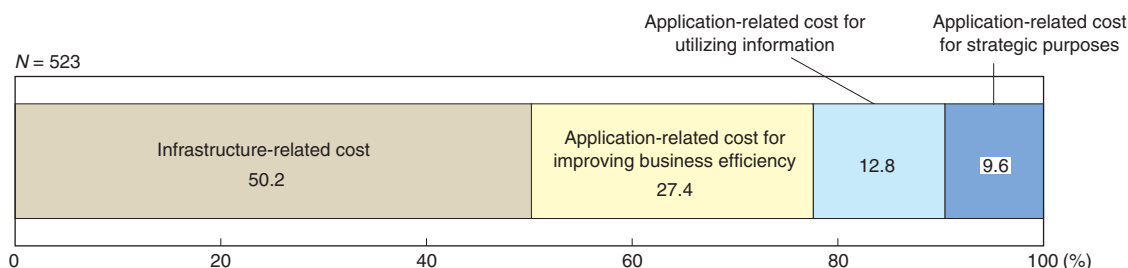 Application-related cost for
utilizing information
Application-related cost
for strategic purposes
N = 523
Infrastructure-related cost
50.2
Application-related cost for
improving business efficiency
27.4
12.8
9.6
0 20 40 60 80 100 (%)